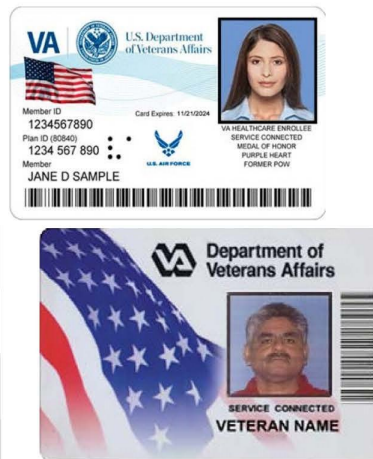 VA
U.S. Department
of Veterans Affairs
Member ID
1234567890
Card Expires 11/21/2024
Plan ID (80840)
1234 567 890
U.S. AIR FORCE
Member
JANE D SAMPLE
VA HEALTHCARE ENROLLEE
SERVICE CONNECTED
MEDAL OF HONOR
PURPLE HEART
FORMER POW
VA
Department of
Veterans Affairs
SERVICE CONNECTED
VETERAN NAME